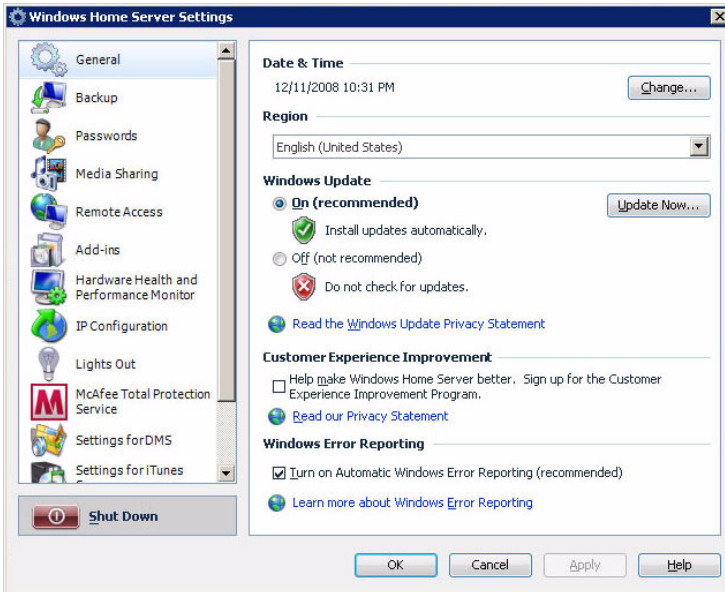 Windows Home Server Settings
General
Backup
Passwords
Media Sharing
Remote Access
Add-ins
Hardware Health and
Performance Monitor
IP Configuration
Lights Out
McAfee Total Protection
Service
Settings for DMS
Settings for iTunes
Shut Down
Date & Time
12/11/2008 10:31 PM
Change...
Region
English (United States)
Windows Update
On (recommended)
Update Now...
Install updates automatically.
Off (not recommended)
Do not check for updates.
Read the Windows Update Privacy Statement
Customer Experience Improvement
Help make Windows Home Server better. Sign up for the Customer
Experience Improvement Program.
Read our Privacy Statement
Windows Error Reporting
Turn on Automatic Windows Error Reporting (recommended)
Learn more about Windows Error Reporting
OK
Cancel
Apply
Help